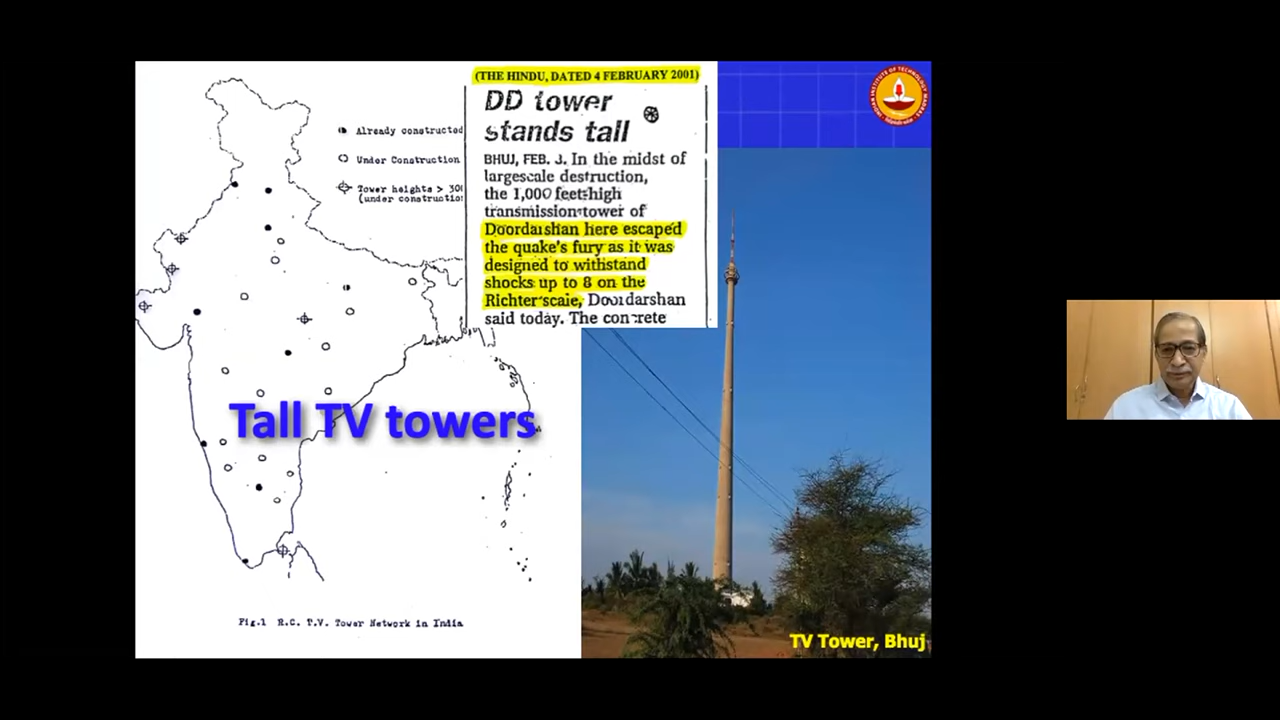 (THE HINDU, DATED 4 FEBRUARY 2001)
DD tower
stands tall
BHUJ, FEB. 3. In the midst of
largescale destruction,
the 1,000 feet high
transmission tower of
Doordarshan here escaped
the quake's fury as it was
designed to withstand
shocks up to 8 on the
Richter scale, Doordarshan
said today. The concrete
Already constructed
Under Construction
Tower heights > 30
(under constructio
Tall TV towers
Fig.1 R.C. T.V. Tower Network in India
TV Tower, Bhuj